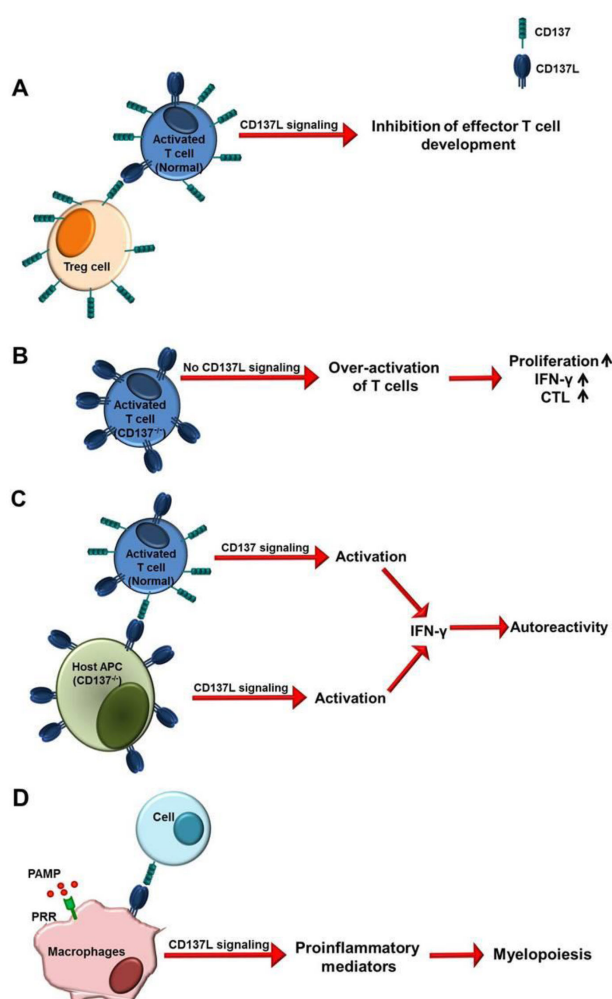 CD137
CD137L
A
Activated
T cell
(Normal)
CD137L signaling
Inhibition of effector T cell
development
Treg cell
B
Activated
T cell
(CD137-/-)
No CD137L signaling
Over-activation
of T cells
Proliferation
IFN-γ
CTL
C
Activated
T cell
(Normal)
CD137 signaling
Activation
IFN-γ
Autoreactivity
Host APC
(CD137-/-)
CD137L signaling
Activation
D
Cell
PAMP
PRR
Macrophages
CD137L signaling
Proinflammatory
mediators
Myelopoiesis